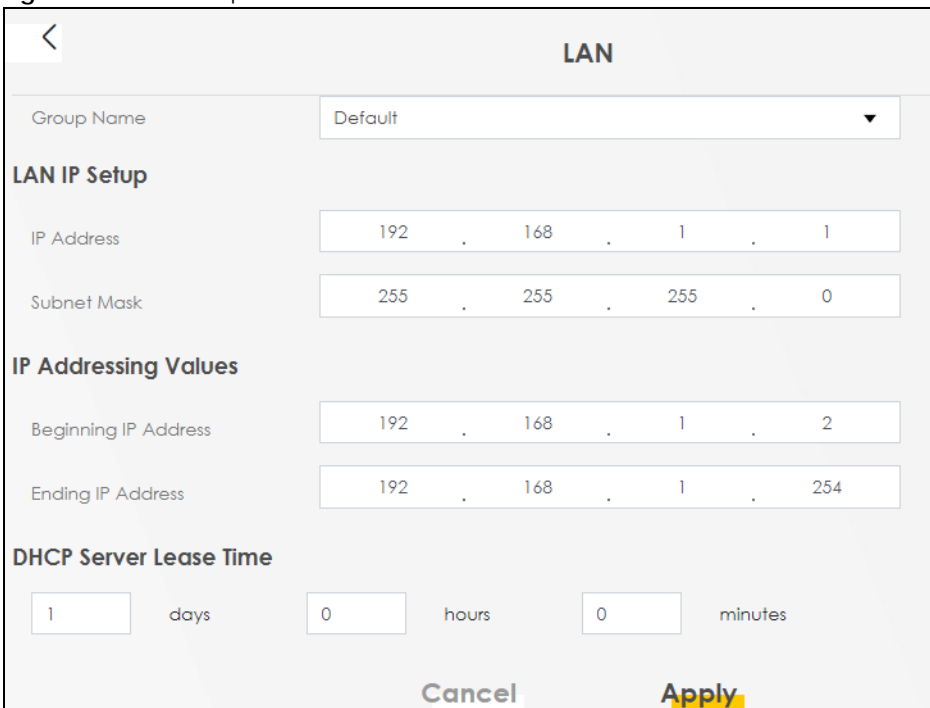 LAN
Group Name Default
LAN IP Setup
IP Address 192 . 168 . 1 . 1
Subnet Mask 255 . 255 . 255 . 0
IP Addressing Values
Beginning IP Address 192 . 168 . 1 . 2
Ending IP Address 192 . 168 . 1 . 254
DHCP Server Lease Time
1 days 0 hours 0 minutes
Cancel Apply